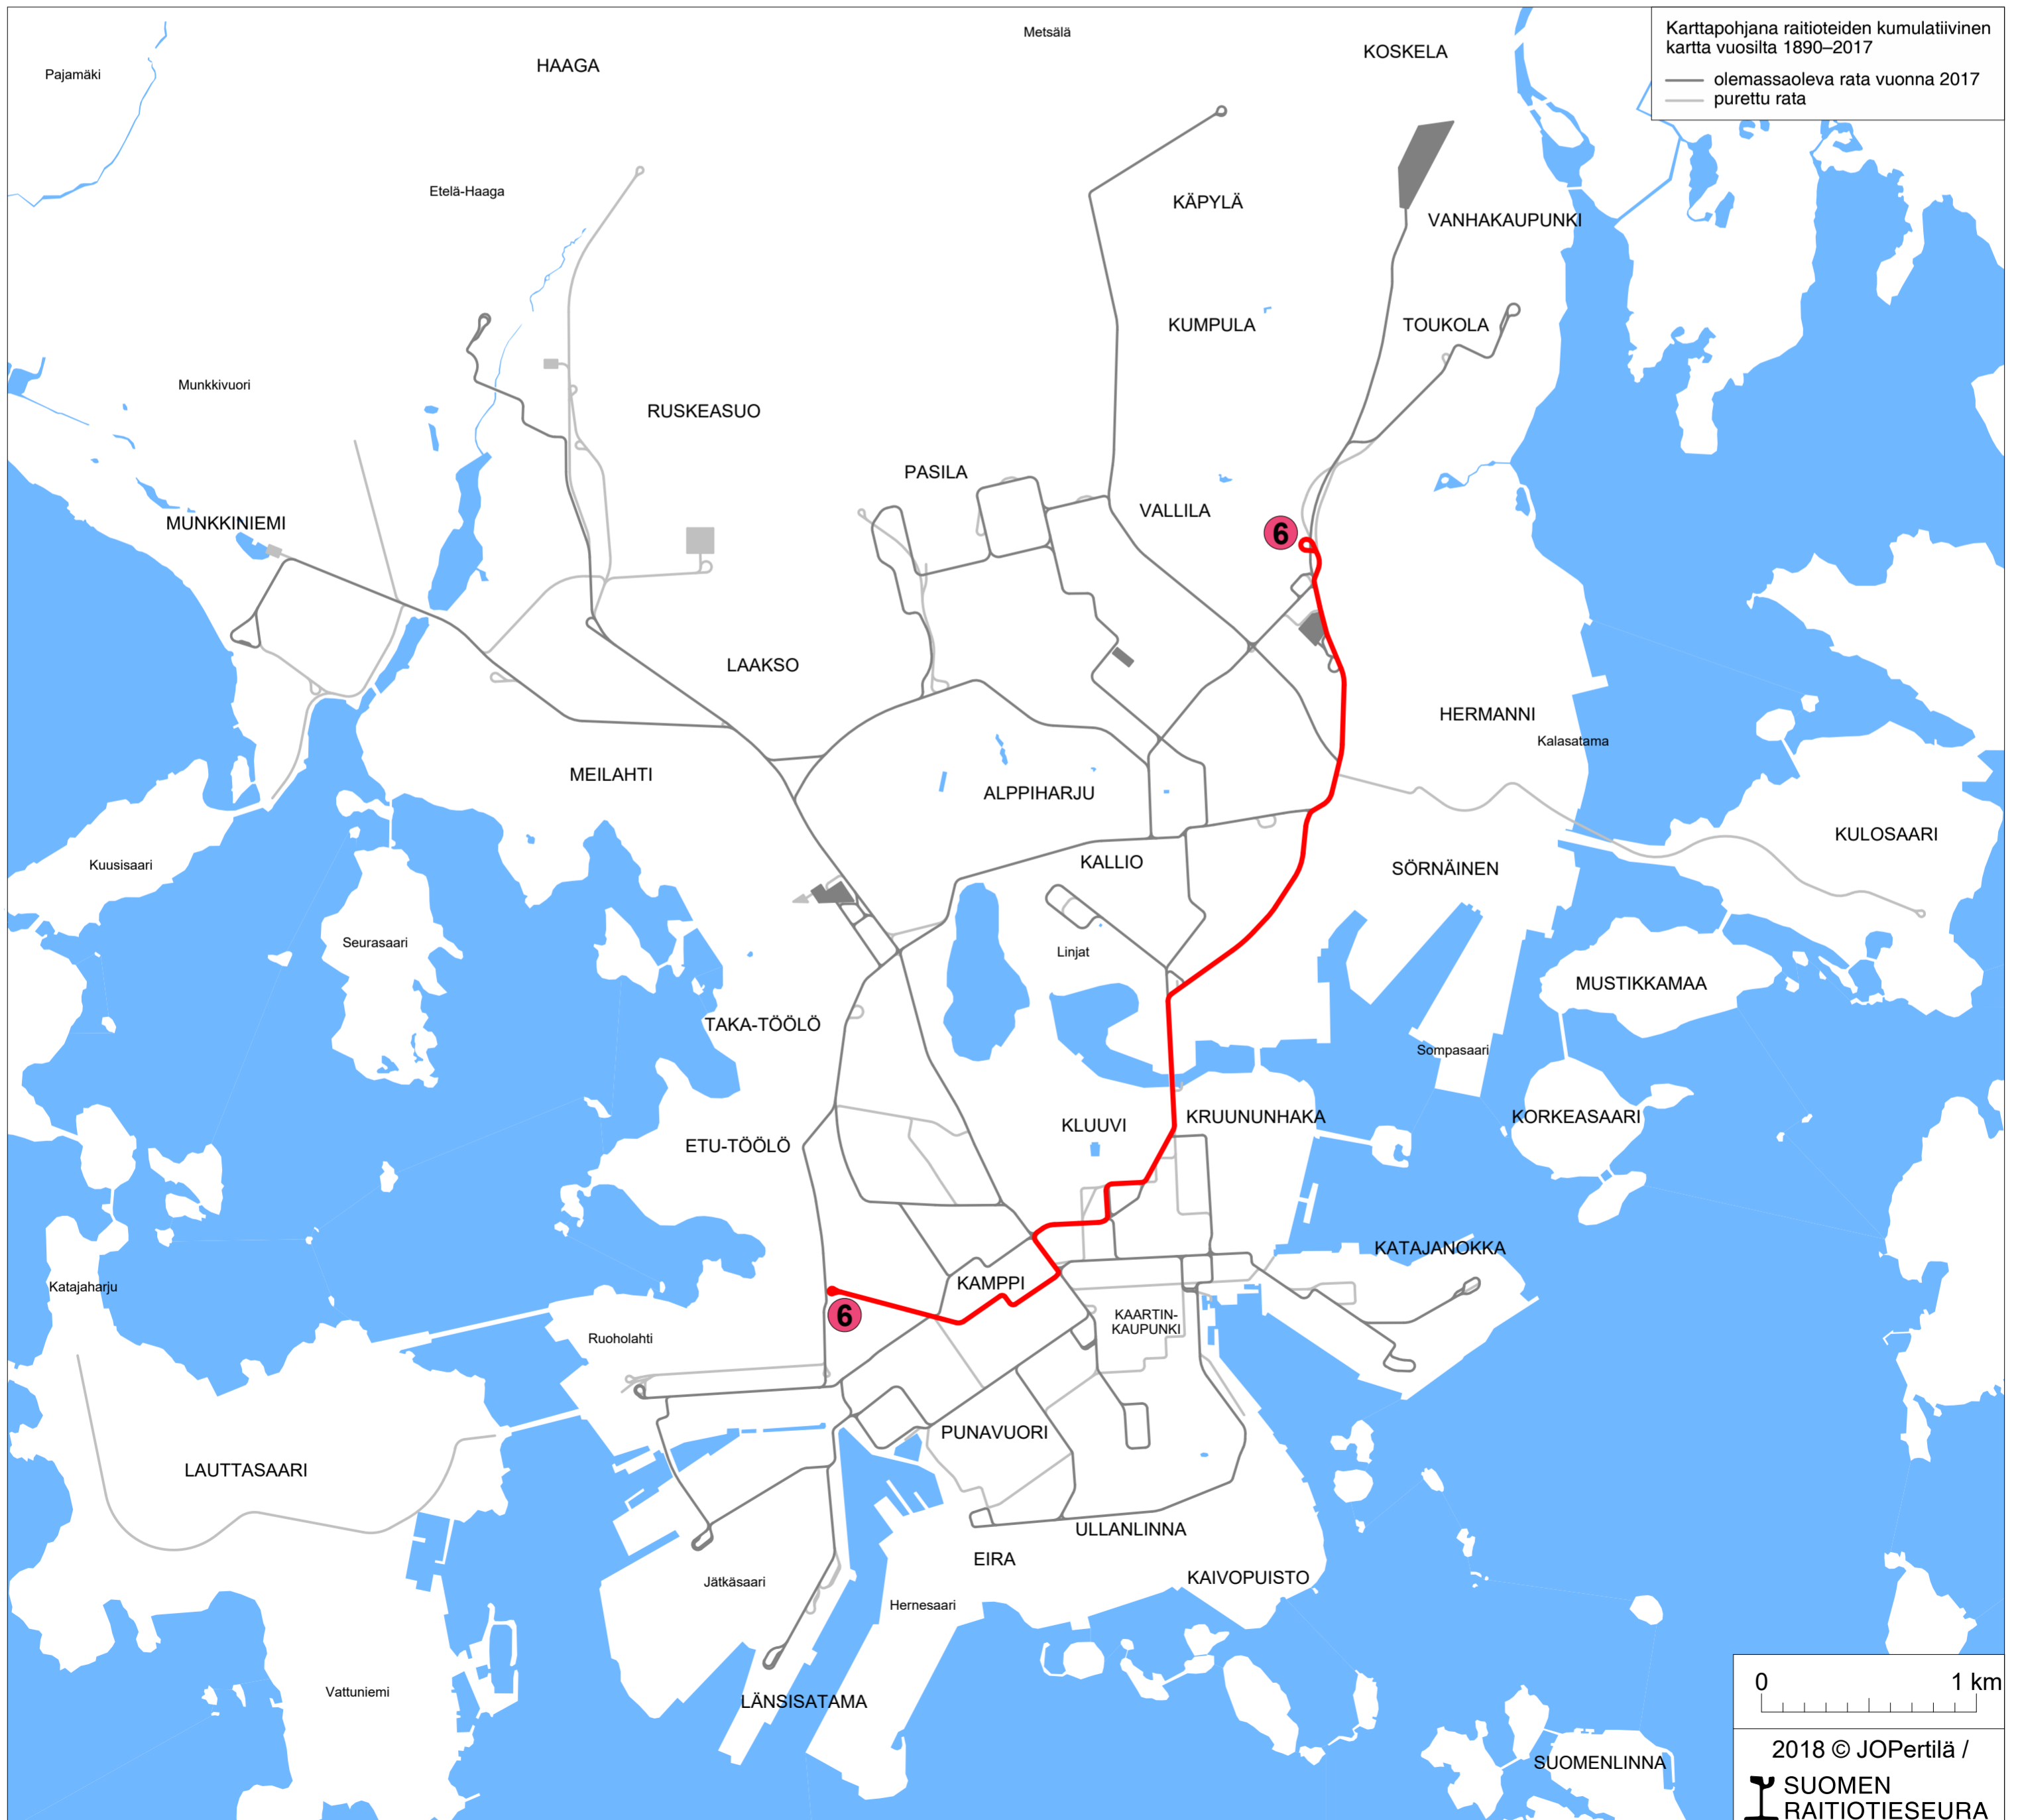 Karttapohjana raitioteiden kumulatiivinen
kartta vuosilta 1890–2017
olemassaoleva rata vuonna 2017
purettu rata
Metsälä
KOSKELA
HAAGA
Pajamäki
Etelä-Haaga
KÄPYLÄ
VANHAKAUPUNKI
KUMPULA
TOUKOLA
Munkkivuori
RUSKEASUO
PASILA
VALLILA
MUNKKINIEMI
6
LAAKSO
HERMANNI
Kalasatama
MEILAHTI
ALPPIHARJU
KULOSAARI
Kuusisaari
KALLIO
SÖRNÄINEN
Seurasaari
Linjat
MUSTIKKAMAA
TAKA-TÖÖLÖ
Sompasaari
KLUUVI
KRUUNUNHAKA
KORKEASAARI
ETU-TÖÖLÖ
KATAJANOKKA
Katajaharju
KAMPPI
6
KAARTIN-
KAUPUNKI
Ruoholahti
PUNAVUORI
LAUTTASAARI
ULLANLINNA
EIRA
Jätkäsaari
KAIVOPUISTO
Hernesaari
Vattuniemi
LÄNSISATAMA
SUOMENLINNA
0 1 km
2018 © JOPertilä /
SUOMEN
RAITIOTIESEURA